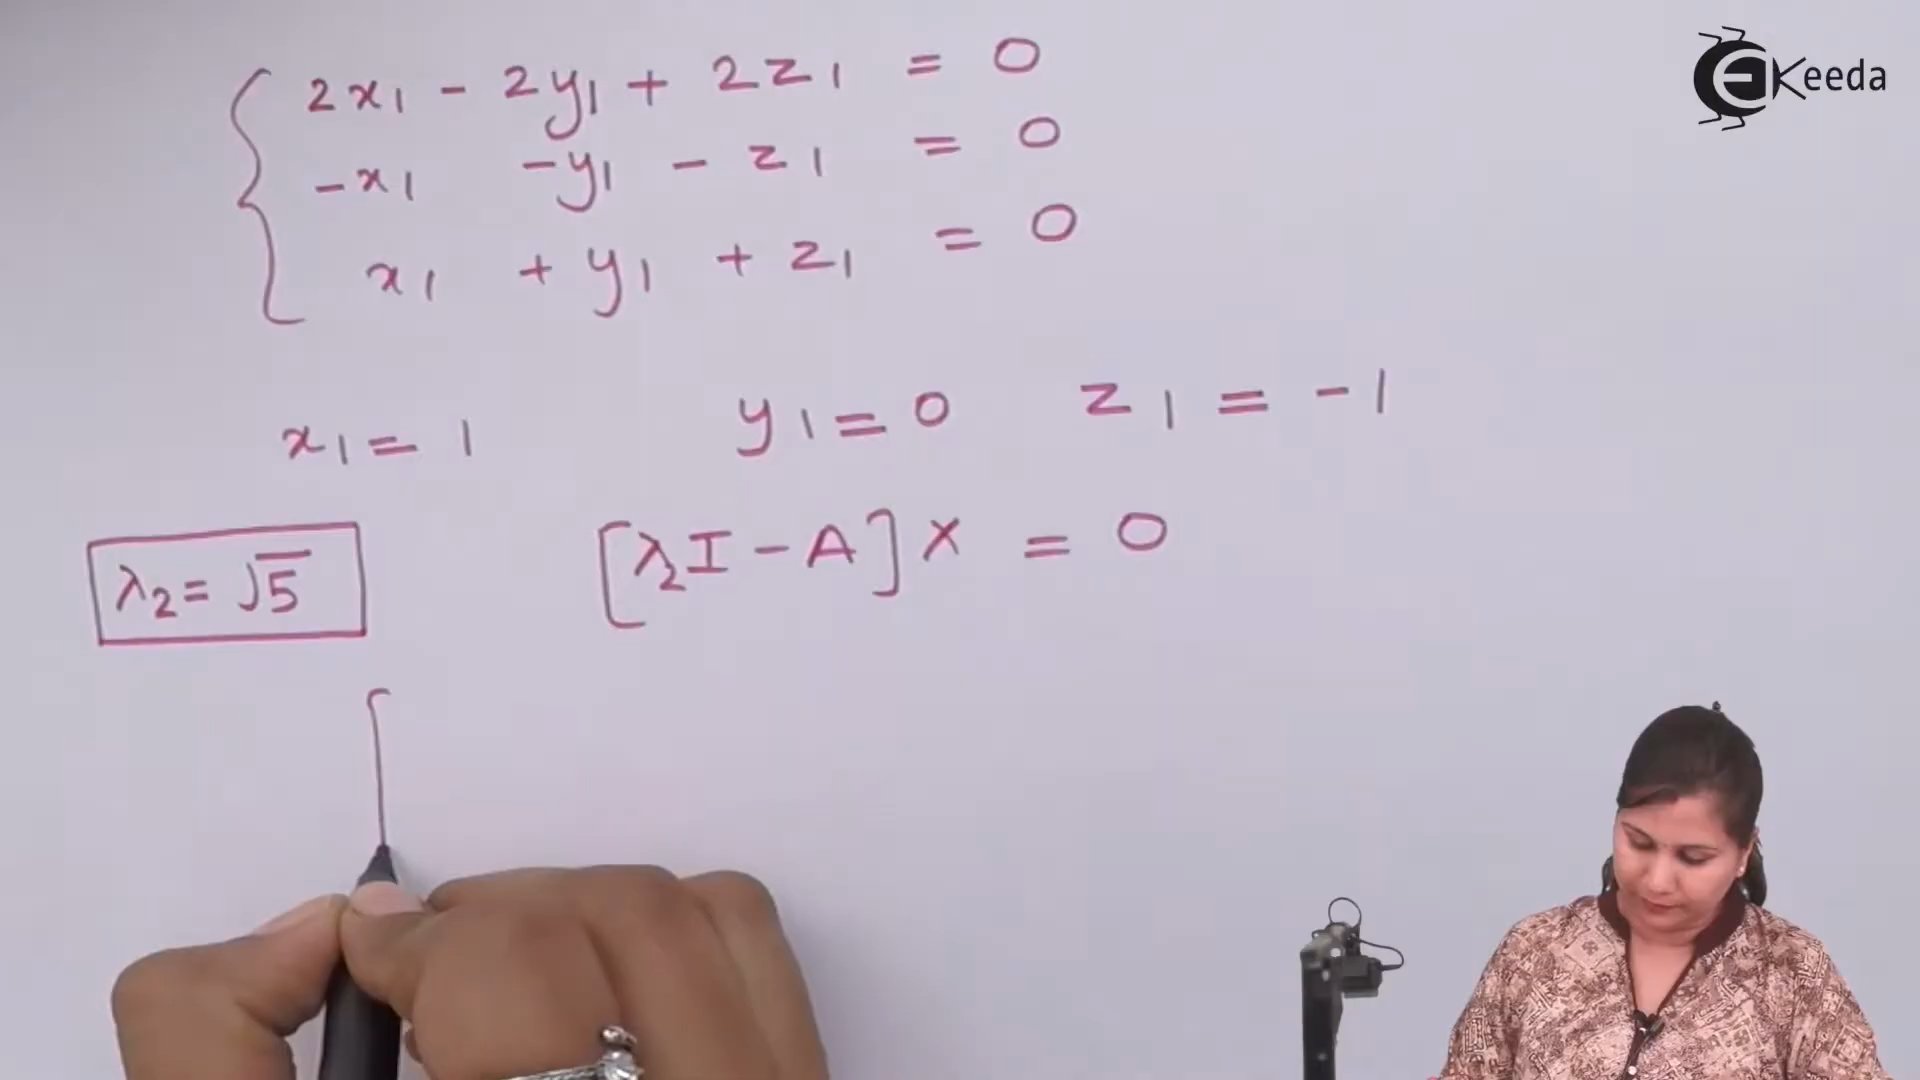 2x₁ - 2y₁ + 2z₁ = 0
-x₁ -y₁ - z₁ = 0
x₁ + y₁ + z₁ = 0
x₁ = 1 y₁ = 0 z₁ = -1
λ₂ = √5 [λ₂I - A] X = 0
EKeeda